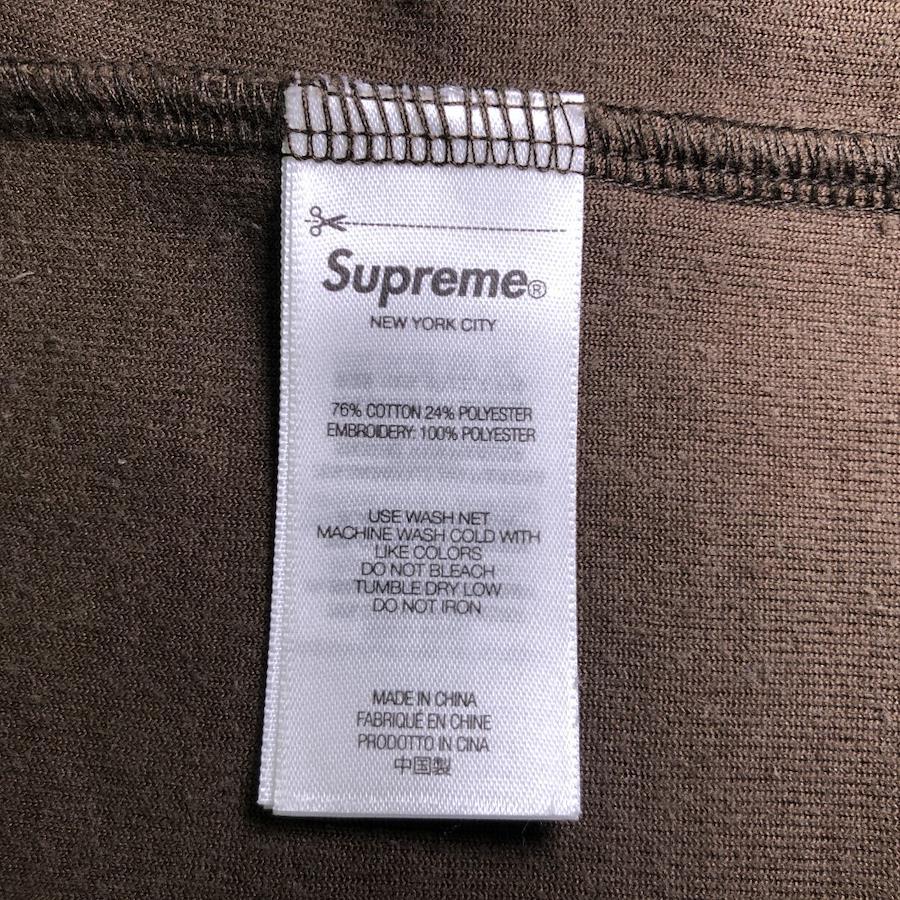 Supreme®
NEW YORK CITY
76% COTTON 24% POLYESTER
EMBROIDERY: 100% POLYESTER
USE WASH NET
MACHINE WASH COLD WITH
LIKE COLORS
DO NOT BLEACH
TUMBLE DRY LOW
DO NOT IRON
MADE IN CHINA
FABRIQUÉ EN CHINE
PRODOTTO IN CINA
中国製